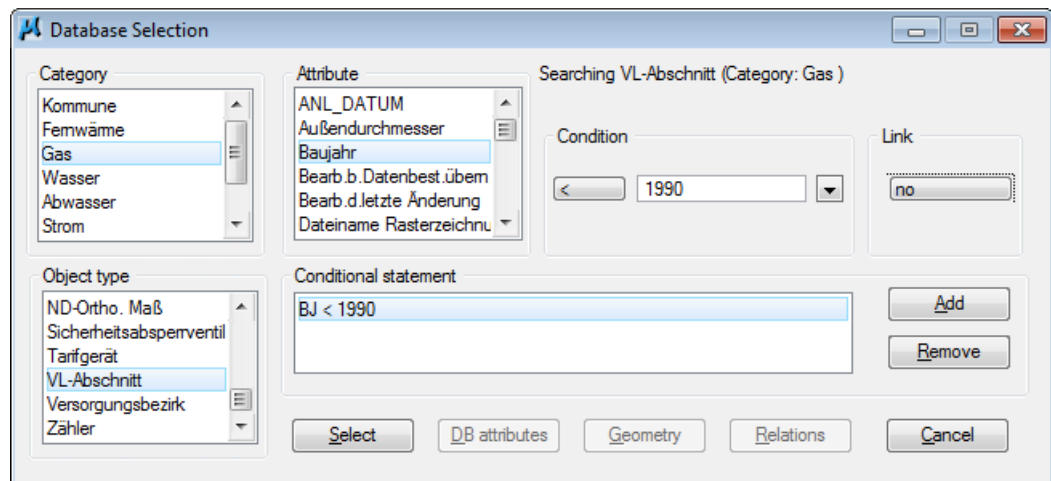 Database Selection
Category
Kommune
Fernwärme
Gas
Wasser
Abwasser
Strom
Attribute
ANL_DATUM
Außendurchmesser
Baujahr
Bearb.b.Datenbest.übern
Bearb.d.letzte Änderung
Dateiname Rasterzeichnu
Searching VL-Abschnitt (Category: Gas )
Condition
< 1990
Link
no
Object type
ND-Ortho. Maß
Sicherheitsabsperrventil
Tarifgerät
VL-Abschnitt
Versorgungsbezirk
Zähler
Conditional statement
BJ < 1990
Add
Remove
Select DB attributes Geometry Relations Cancel